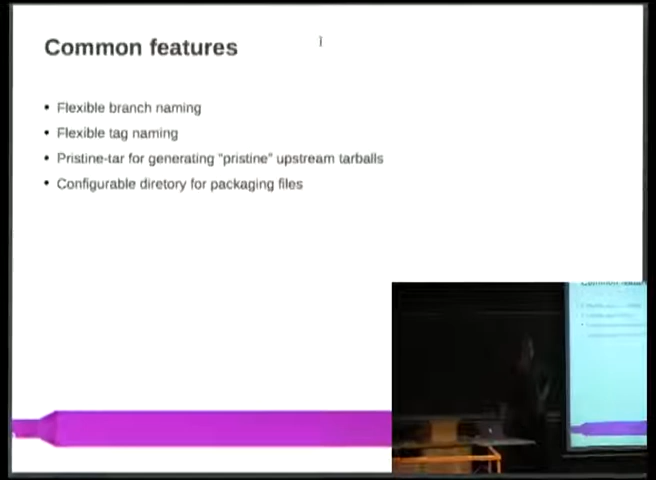 Common features
• Flexible branch naming
• Flexible tag naming
• Pristine-tar for generating "pristine" upstream tarballs
• Configurable diretory for packaging files